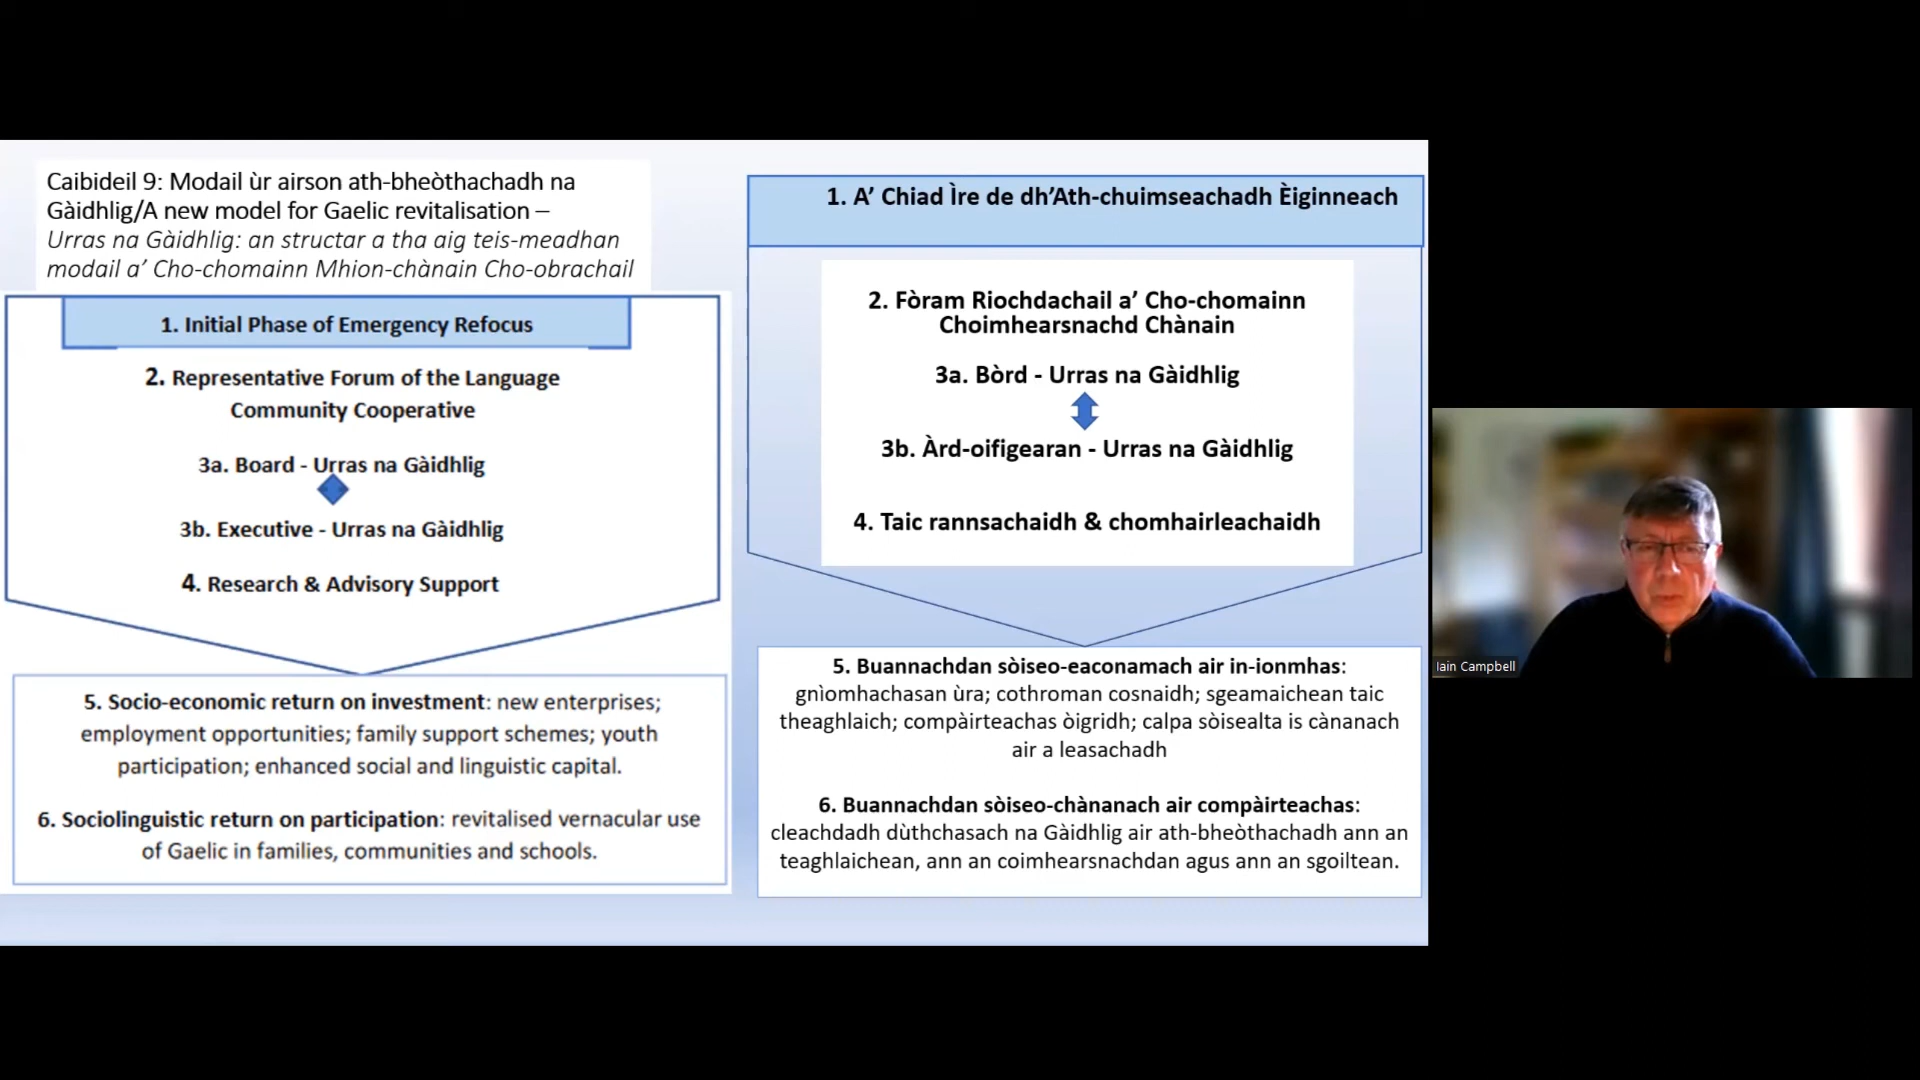 Caibideil 9: Modail ùr airson ath-bheòthachadh na
Gàidhlig/A new model for Gaelic revitalisation –
Urras na Gàidhlig: an structar a tha aig teis-meadhan
modail a’ Cho-chomainn Mhion-chànain Cho-obrachail
1. Initial Phase of Emergency Refocus
2. Representative Forum of the Language
Community Cooperative
3a. Board - Urras na Gàidhlig
3b. Executive - Urras na Gàidhlig
4. Research & Advisory Support
5. Socio-economic return on investment: new enterprises;
employment opportunities; family support schemes; youth
participation; enhanced social and linguistic capital.
6. Sociolinguistic return on participation: revitalised vernacular use
of Gaelic in families, communities and schools.
1. A’ Chiad Ìre de dh’Ath-chuimseachadh Èiginneach
2. Fòram Riochdachail a’ Cho-chomainn
Choimhearsnachd Chànain
3a. Bòrd - Urras na Gàidhlig
3b. Àrd-oifigearan - Urras na Gàidhlig
4. Taic rannsachaidh & chomhairleachaidh
5. Buannachdan sòiseo-eaconamach air in-ionmhas:
gnìomhachasan ùra; cothroman cosnaidh; sgeamaichean taic
theaghlaich; compàirteachas òigridh; calpa sòisealta is cànanach
air a leasachadh
6. Buannachdan sòiseo-chànanach air compàirteachas:
cleachdadh dùthchasach na Gàidhlig air ath-bheòthachadh ann an
teaghlaichean, ann an coimhearsnachdan agus ann an sgoiltean.
Iain Campbell